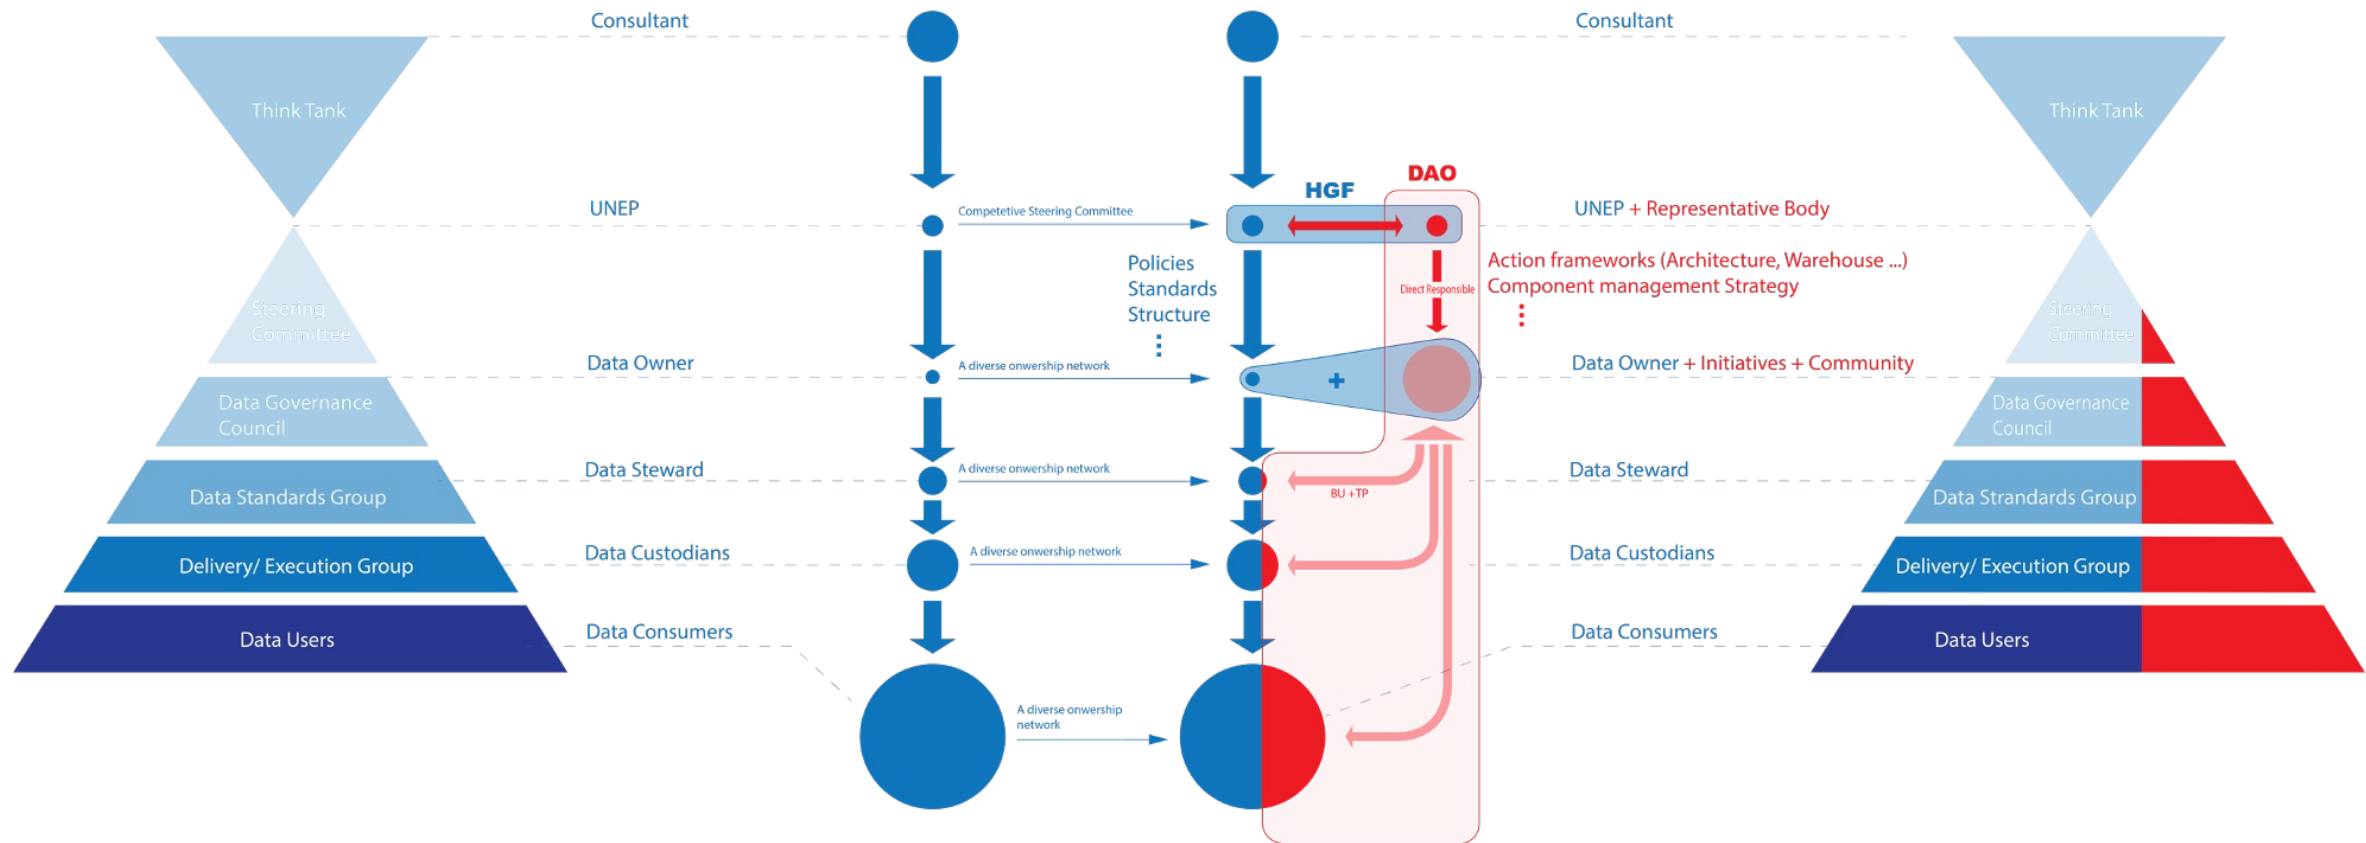 Consultant
Consultant
Think Tank
Think Tank
DAO
HGF
UNEP
Competetive Steering Committee
UNEP + Representative Body
Policies
Standards
Structure
Action frameworks (Architecture, Warehouse ...)
Component management Strategy
Direct Responsible
Steering
Committee
Steering
Committee
Data Owner
A diverse onwership network
+
Data Owner + Initiatives + Community
Data Governance
Council
Data Governance
Council
Data Steward
A diverse onwership network
Data Steward
BU +TP
Data Standards Group
Data Strandards Group
Data Custodians
A diverse onwership network
Data Custodians
Delivery/ Execution Group
Delivery/ Execution Group
Data Consumers
Data Consumers
Data Users
Data Users
A diverse onwership
network